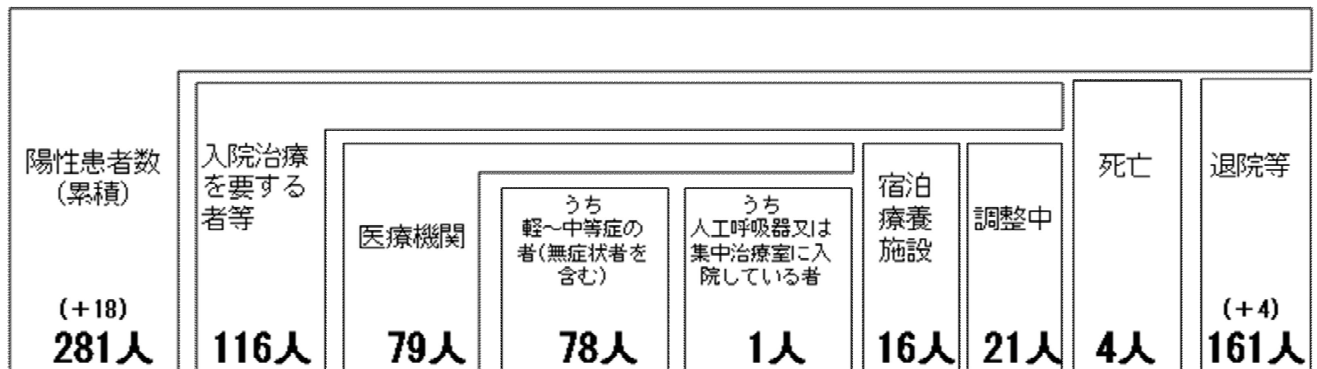 陽性患者数
(累積)
(+18)
281人
入院治療
を要する
者等
116人
医療機関
79人
うち
軽～中等症の
者(無症状者を
含む)
78人
うち
人工呼吸器又は
集中治療室に入
院している者
1人
宿泊
療養
施設
16人
調整中
21人
死亡
4人
退院等
(+4)
161人